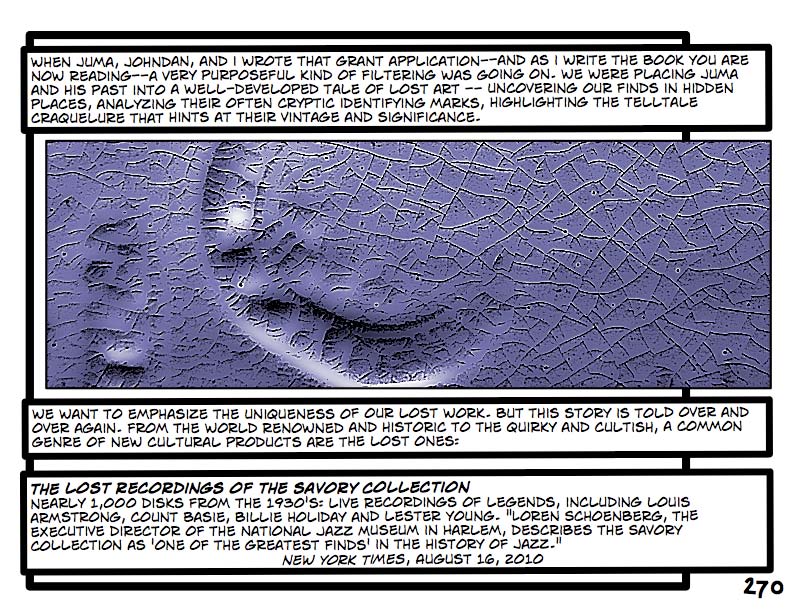 WHEN JUMA, JOHNDAN, AND I WROTE THAT GRANT APPLICATION--AND AS I WRITE THE BOOK YOU ARE
NOW READING--A VERY PURPOSEFUL KIND OF FILTERING WAS GOING ON. WE WERE PLACING JUMA
AND HIS PAST INTO A WELL-DEVELOPED TALE OF LOST ART -- UNCOVERING OUR FINDS IN HIDDEN
PLACES, ANALYZING THEIR OFTEN CRYPTIC IDENTIFYING MARKS, HIGHLIGHTING THE TELLTALE
CRAQUELURE THAT HINTS AT THEIR VINTAGE AND SIGNIFICANCE.
WE WANT TO EMPHASIZE THE UNIQUENESS OF OUR LOST WORK. BUT THIS STORY IS TOLD OVER AND
OVER AGAIN. FROM THE WORLD RENOWNED AND HISTORIC TO THE QUIRKY AND CULTISH, A COMMON
GENRE OF NEW CULTURAL PRODUCTS ARE THE LOST ONES:
THE LOST RECORDINGS OF THE SAVORY COLLECTION
NEARLY 1,000 DISKS FROM THE 1930'S: LIVE RECORDINGS OF LEGENDS, INCLUDING LOUIS
ARMSTRONG, COUNT BASIE, BILLIE HOLIDAY AND LESTER YOUNG. "LOREN SCHOENBERG, THE
EXECUTIVE DIRECTOR OF THE NATIONAL JAZZ MUSEUM IN HARLEM, DESCRIBES THE SAVORY
COLLECTION AS 'ONE OF THE GREATEST FINDS' IN THE HISTORY OF JAZZ."
NEW YORK TIMES, AUGUST 16, 2010
270